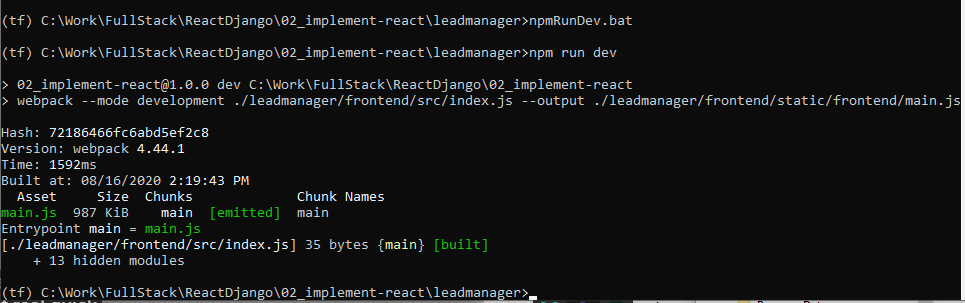 (tf) C:\Work\FullStack\ReactDjango\02_implement-react\leadmanager>npmRunDev.bat
(tf) C:\Work\FullStack\ReactDjango\02_implement-react\leadmanager>npm run dev
> 02_implement-react@1.0.0 dev C:\Work\FullStack\ReactDjango\02_implement-react
> webpack --mode development ./leadmanager/frontend/src/index.js --output ./leadmanager/frontend/static/frontend/main.js
Hash: 72186466fc6abd5ef2c8
Version: webpack 4.44.1
Time: 1592ms
Built at: 08/16/2020 2:19:43 PM
Asset Size Chunks Chunk Names
main.js 987 KiB main [emitted] main
Entrypoint main = main.js
[./leadmanager/frontend/src/index.js] 35 bytes {main} [built]
+ 13 hidden modules
(tf) C:\Work\FullStack\ReactDjango\02_implement-react\leadmanager>